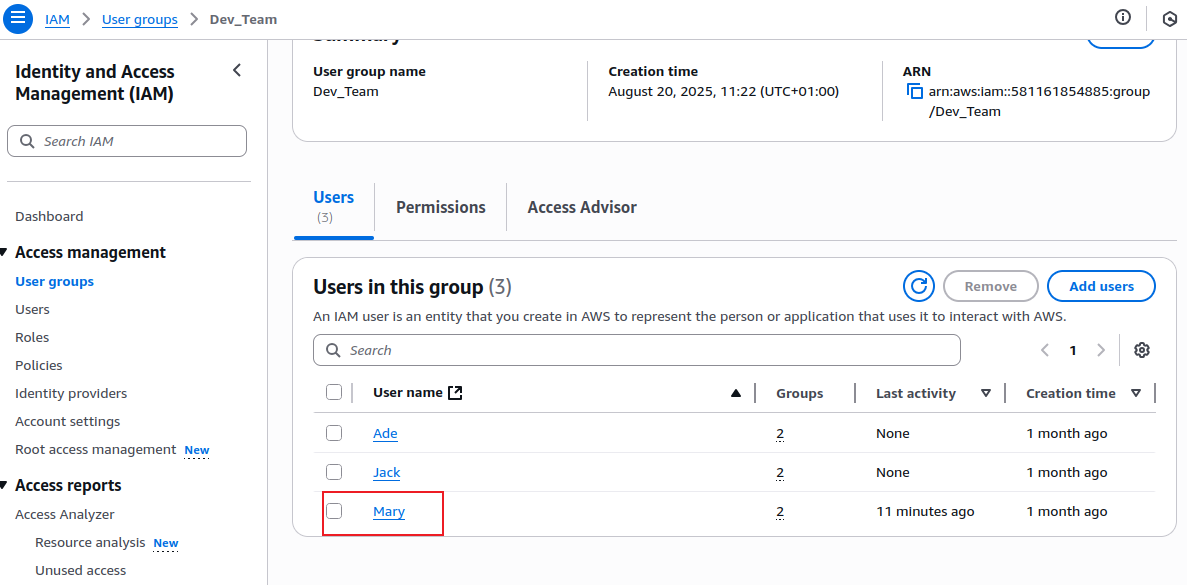 IAM > User groups > Dev_Team
Identity and Access
Management (IAM)
Search IAM
Dashboard
Access management
User groups
Users
Roles
Policies
Identity providers
Account settings
Root access management New
Access reports
Access Analyzer
Resource analysis New
Unused access
Summary
User group name
Dev_Team
Creation time
August 20, 2025, 11:22 (UTC+01:00)
ARN
arn:aws:iam::581161854885:group
/Dev_Team
Users
(3)
Permissions
Access Advisor
Users in this group (3)
Remove
Add users
An IAM user is an entity that you create in AWS to represent the person or application that uses it to interact with AWS.
Search
1
User name Groups Last activity Creation time
Ade 2 None 1 month ago
Jack 2 None 1 month ago
Mary 2 11 minutes ago 1 month ago